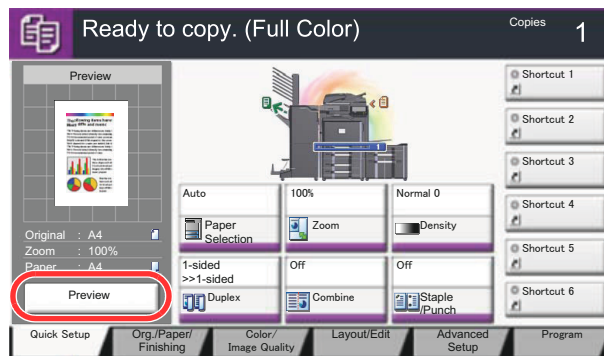 Ready to copy. (Full Color)
Copies
1
Preview
Original : A4
Zoom : 100%
Paper : A4
Preview
Auto
Paper
Selection
100%
Zoom
Normal 0
Density
1-sided
>>1-sided
Duplex
Off
Combine
Off
Staple
/Punch
Shortcut 1
Shortcut 2
Shortcut 3
Shortcut 4
Shortcut 5
Shortcut 6
Quick Setup
Org./Paper/
Finishing
Color/
Image Quality
Layout/Edit
Advanced
Setup
Program